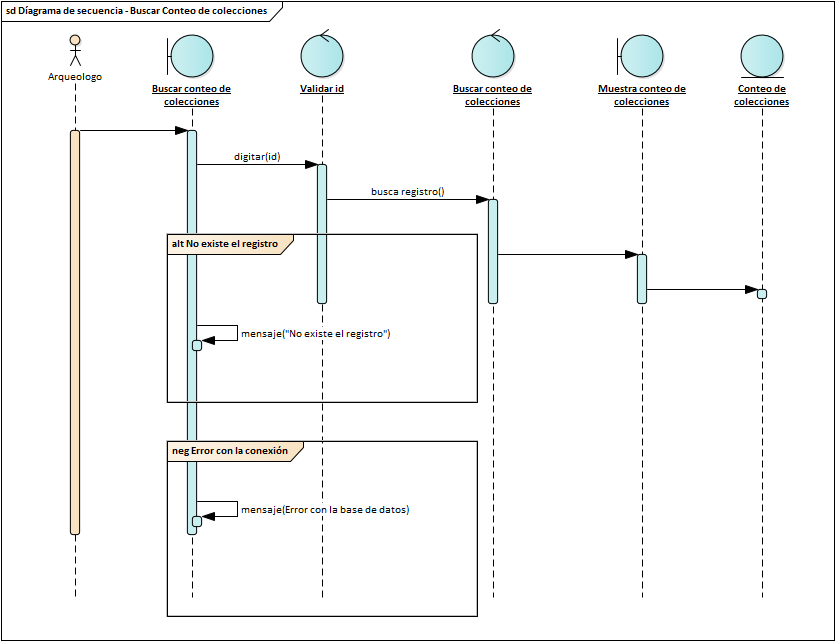 sd Díagrama de secuencia - Buscar Conteo de colecciones
Arqueologo
Buscar conteo de
colecciones
Validar id
Buscar conteo de
colecciones
Muestra conteo de
colecciones
Conteo de
colecciones
digitar(id)
busca registro()
alt No existe el registro
mensaje("No existe el registro")
neg Error con la conexión
mensaje(Error con la base de datos)